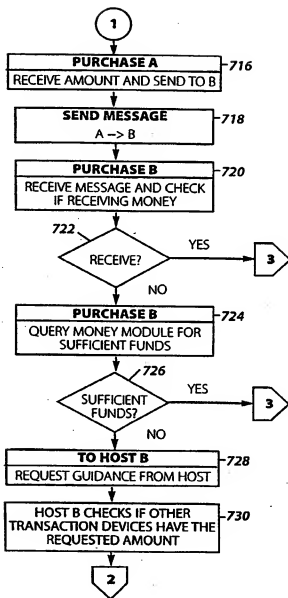 1
PURCHASE A
716
RECEIVE AMOUNT AND SEND TO B
SEND MESSAGE
718
A -> B
PURCHASE B
720
RECEIVE MESSAGE AND CHECK
IF RECEIVING MONEY
722
RECEIVE?
YES
3
NO
PURCHASE B
724
QUERY MONEY MODULE FOR
SUFFICIENT FUNDS
726
SUFFICIENT
FUNDS?
YES
3
NO
TO HOST B
728
REQUEST GUIDANCE FROM HOST
730
HOST B CHECKS IF OTHER
TRANSACTION DEVICES HAVE THE
REQUESTED AMOUNT
2